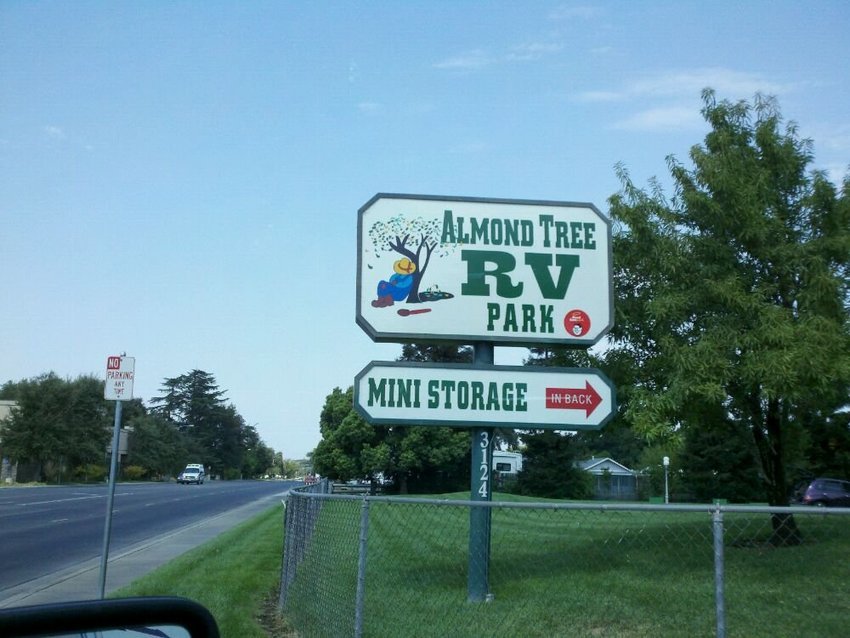 ALMOND TREE
RV
PARK
MINI STORAGE
IN BACK
3124
NO
PARKING
ANY
TIME